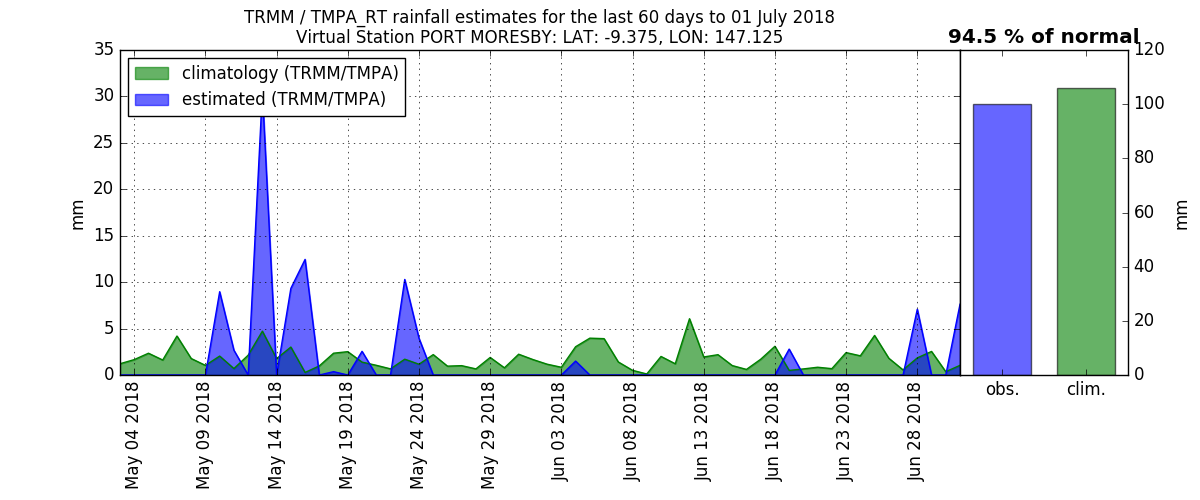 TRMM / TMPA_RT rainfall estimates for the last 60 days to 01 July 2018
Virtual Station PORT MORESBY: LAT: -9.375, LON: 147.125
94.5 % of normal
climatology (TRMM/TMPA)
estimated (TRMM/TMPA)
35
30
25
20
15
10
5
0
mm
120
100
80
60
40
20
0
mm
obs.
clim.
May 04 2018
May 09 2018
May 14 2018
May 19 2018
May 24 2018
May 29 2018
Jun 03 2018
Jun 08 2018
Jun 13 2018
Jun 18 2018
Jun 23 2018
Jun 28 2018